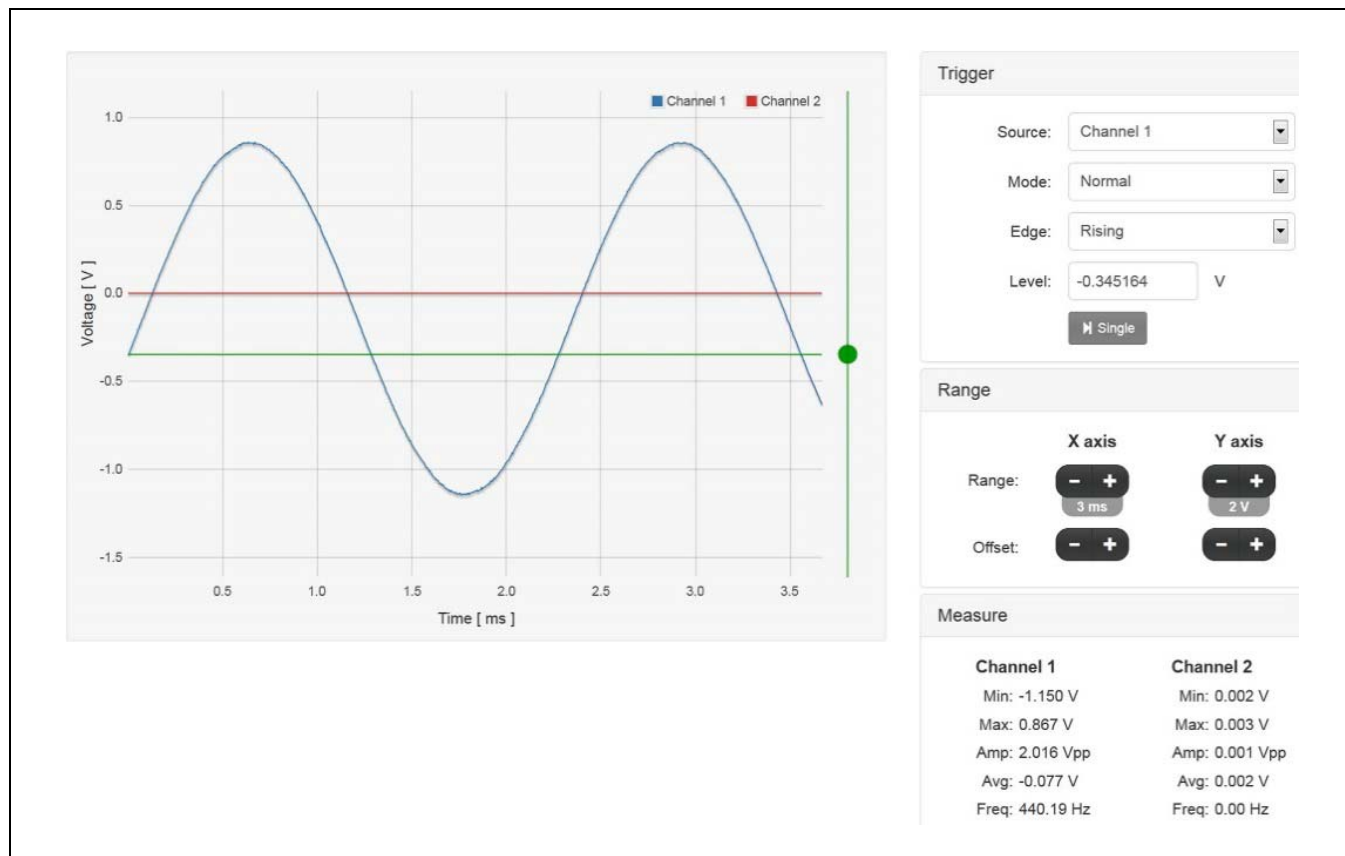 Channel 1 Channel 2
1.0
0.5
0.0
-0.5
-1.0
-1.5
Voltage [ V ]
0.5 1.0 1.5 2.0 2.5 3.0 3.5
Time [ ms ]
Trigger
Source: Channel 1
Mode: Normal
Edge: Rising
Level: -0.345164 V
Single
Range
X axis Y axis
Range: - + - +
3 ms 2 V
Offset: - + - +
Measure
Channel 1 Channel 2
Min: -1.150 V Min: 0.002 V
Max: 0.867 V Max: 0.003 V
Amp: 2.016 Vpp Amp: 0.001 Vpp
Avg: -0.077 V Avg: 0.002 V
Freq: 440.19 Hz Freq: 0.00 Hz